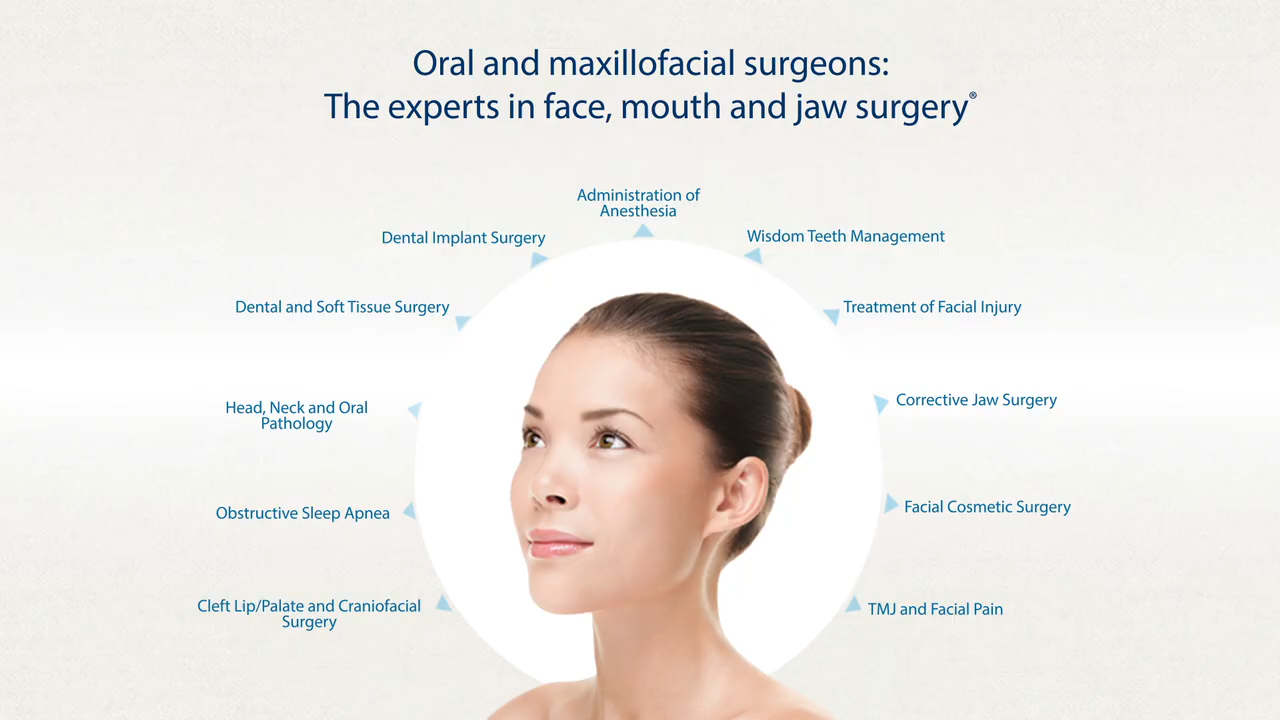 Oral and maxillofacial surgeons:
The experts in face, mouth and jaw surgery®
Administration of
Anesthesia
Dental Implant Surgery
Wisdom Teeth Management
Dental and Soft Tissue Surgery
Treatment of Facial Injury
Head, Neck and Oral
Pathology
Corrective Jaw Surgery
Obstructive Sleep Apnea
Facial Cosmetic Surgery
Cleft Lip/Palate and Craniofacial
Surgery
TMJ and Facial Pain